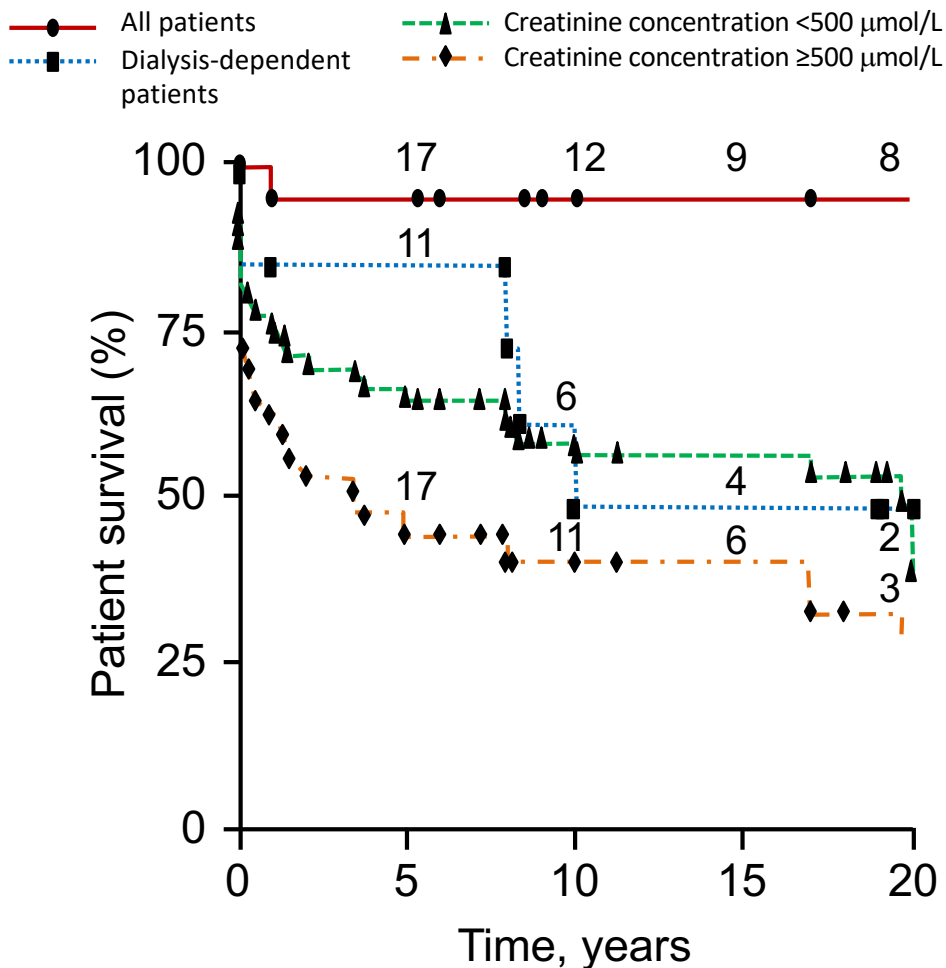 All patients
Dialysis-dependent
patients
Creatinine concentration <500 μmol/L
Creatinine concentration ≥500 μmol/L
Patient survival (%)
100
75
50
25
0
17 12 9 8
11
6
4
2
17 11 6
3
0 5 10 15 20
Time, years